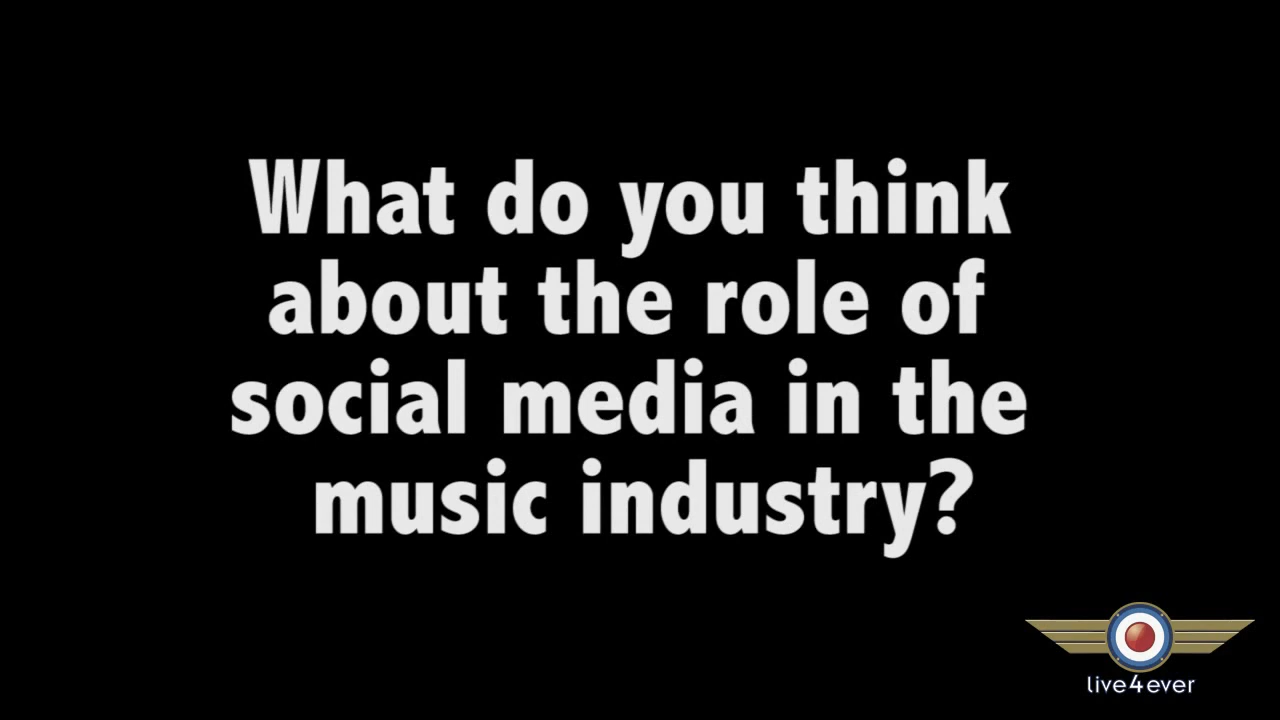 What do you think
about the role of
social media in the
music industry?
live4ever